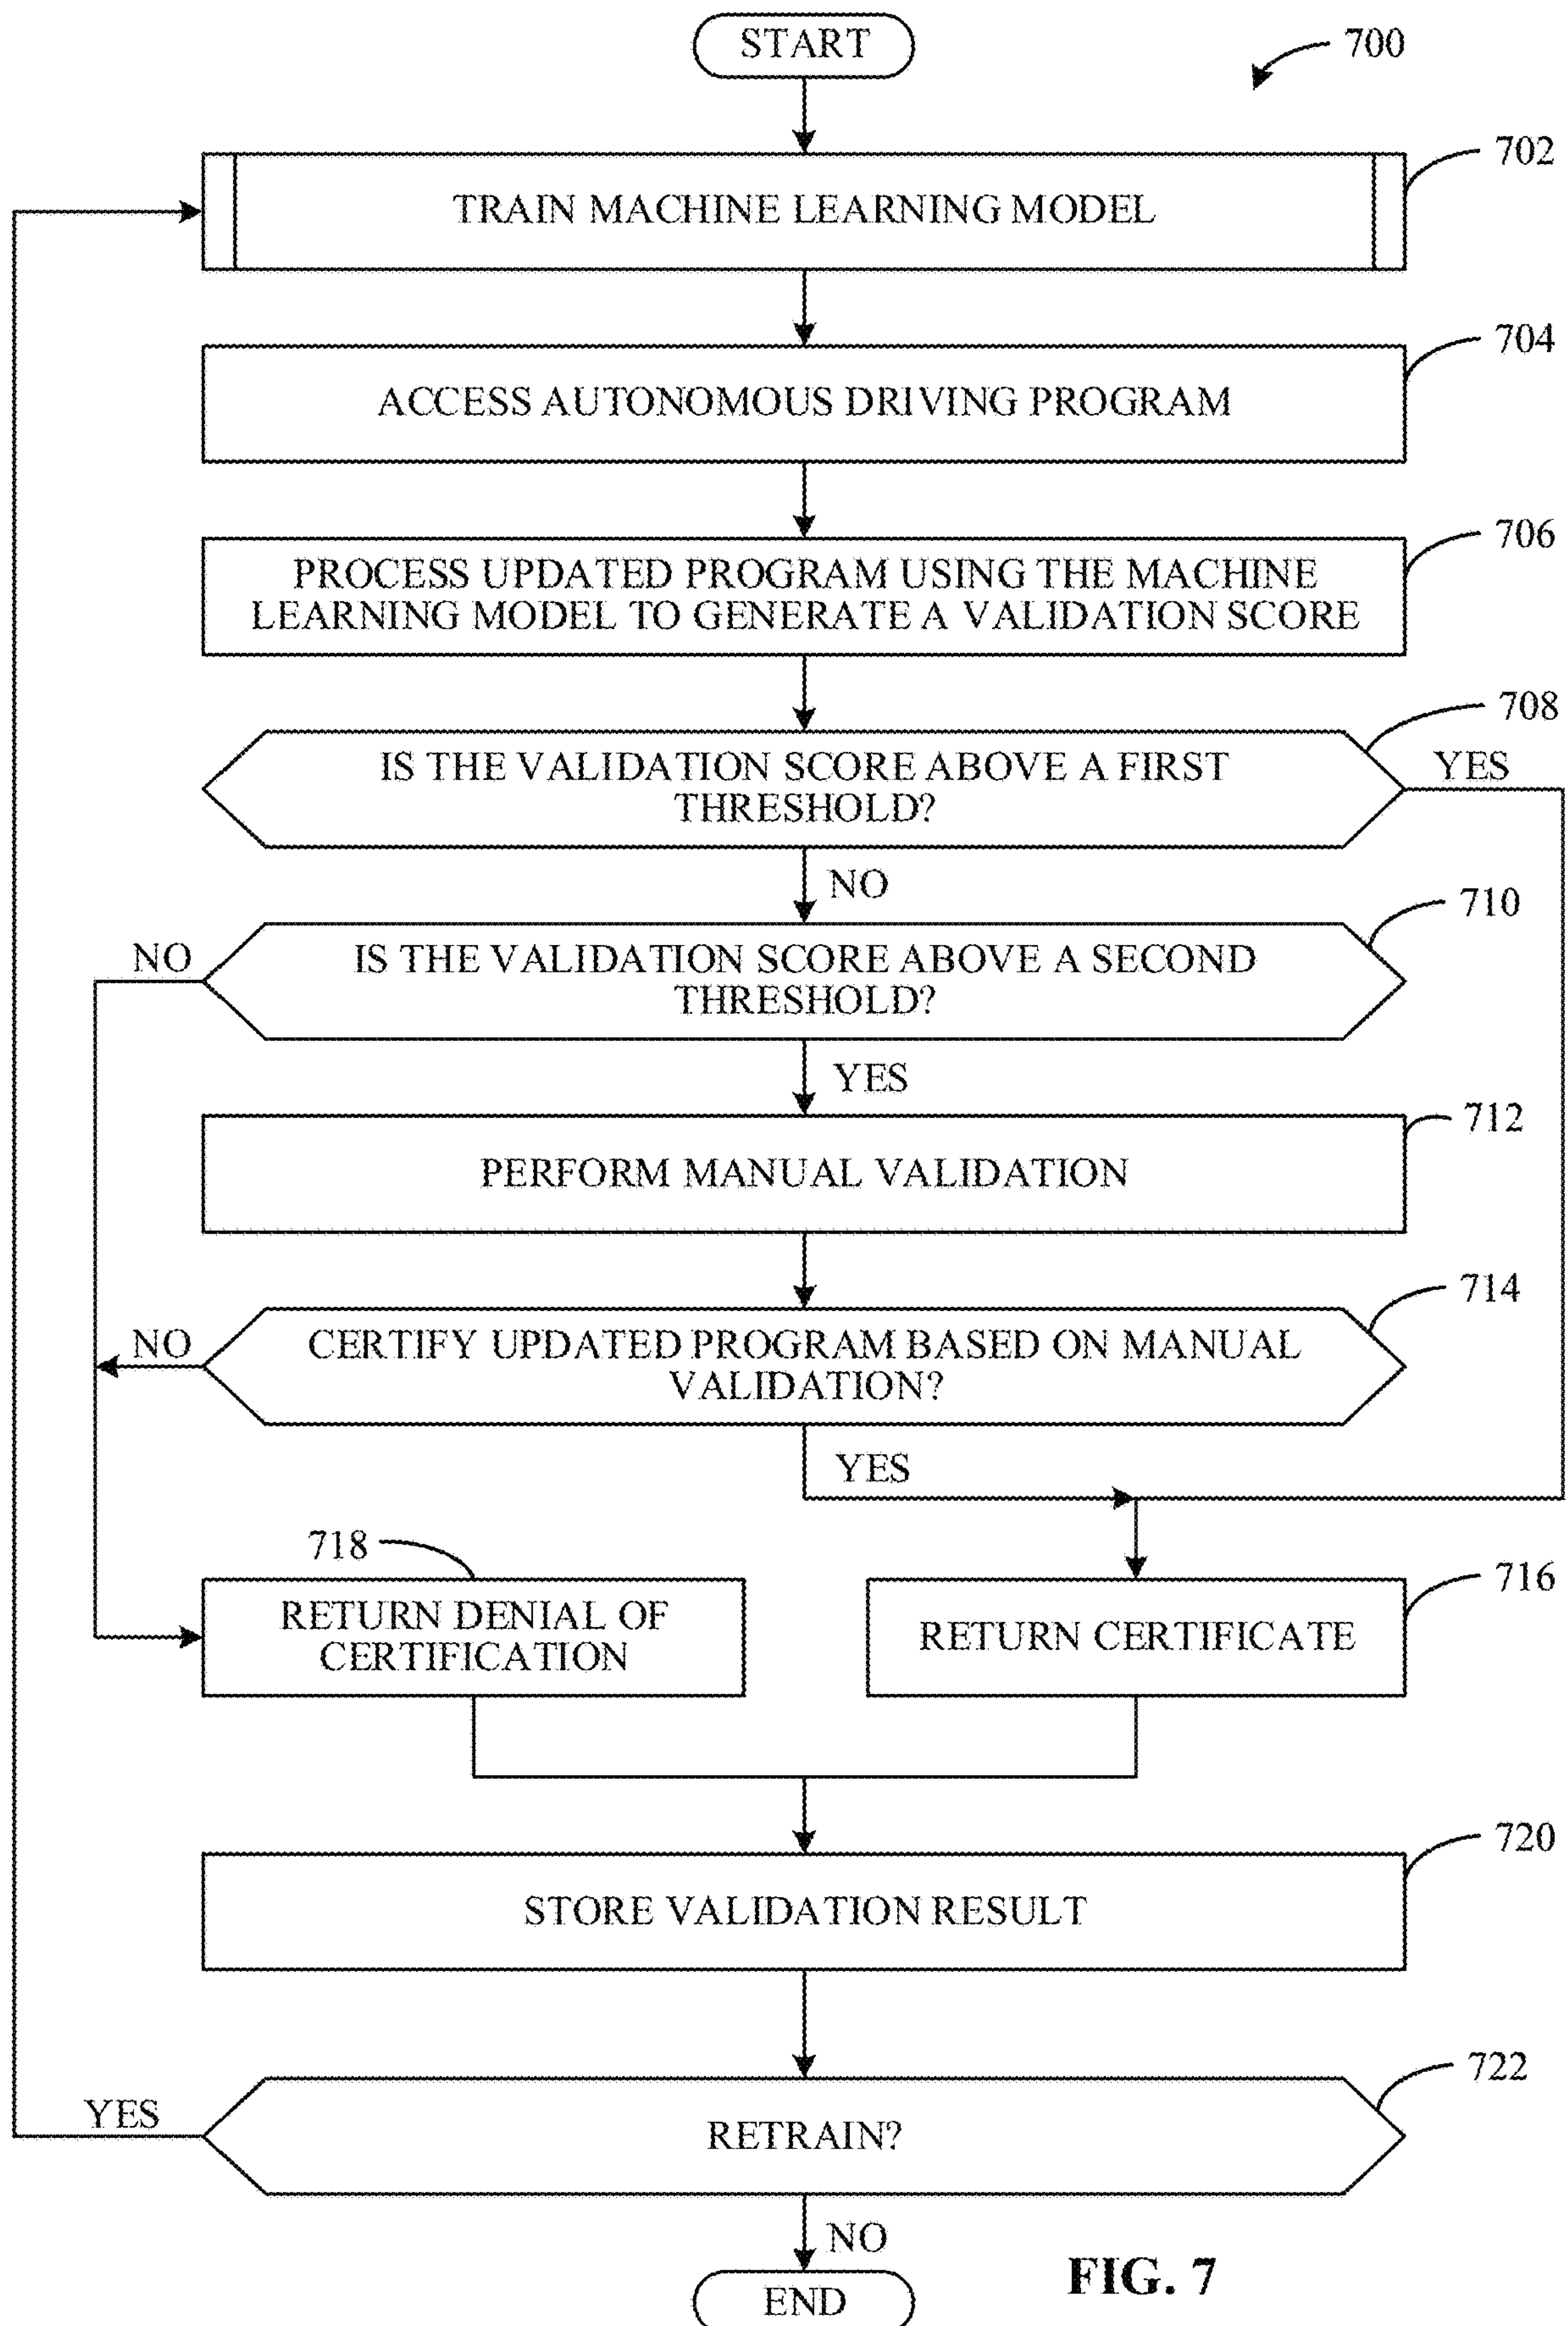 START
700
702
TRAIN MACHINE LEARNING MODEL
704
ACCESS AUTONOMOUS DRIVING PROGRAM
706
PROCESS UPDATED PROGRAM USING THE MACHINE
LEARNING MODEL TO GENERATE A VALIDATION SCORE
708
IS THE VALIDATION SCORE ABOVE A FIRST
THRESHOLD?
YES
NO
710
NO
IS THE VALIDATION SCORE ABOVE A SECOND
THRESHOLD?
YES
712
PERFORM MANUAL VALIDATION
714
NO
CERTIFY UPDATED PROGRAM BASED ON MANUAL
VALIDATION?
YES
718
716
RETURN DENIAL OF
CERTIFICATION
RETURN CERTIFICATE
720
STORE VALIDATION RESULT
722
YES
RETRAIN?
NO
END
FIG. 7